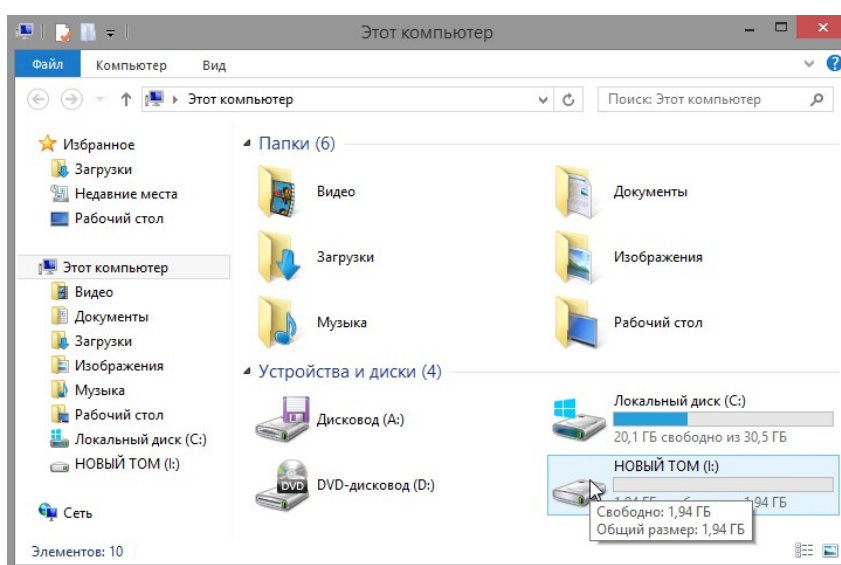 Этот компьютер
Файл Компьютер Вид
Этот компьютер Поиск: Этот компьютер
Избранное
Загрузки
Недавние места
Рабочий стол
Этот компьютер
Видео
Документы
Загрузки
Изображения
Музыка
Рабочий стол
Локальный диск (C:)
НОВЫЙ ТОМ (I:)
Сеть
Папки (6)
Видео Документы
Загрузки Изображения
Музыка Рабочий стол
Устройства и диски (4)
Дисковод (A:)
Локальный диск (C:)
20,1 ГБ свободно из 30,5 ГБ
DVD
DVD-дисковод (D:)
НОВЫЙ ТОМ (I:)
1,94 ГБ
Свободно: 1,94 ГБ
Общий размер: 1,94 ГБ
Элементов: 10